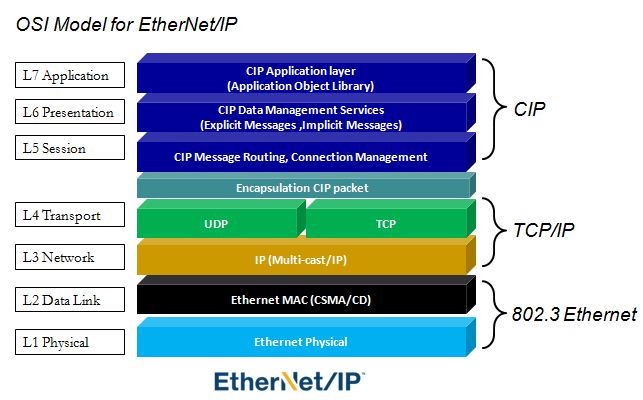 OSI Model for EtherNet/IP
L7 Application
CIP Application layer
(Application Object Library)
L6 Presentation
CIP Data Management Services
(Explicit Messages ,Implicit Messages)
CIP
L5 Session
CIP Message Routing, Connection Management
Encapsulation CIP packet
L4 Transport
UDP
TCP
TCP/IP
L3 Network
IP (Multi-cast/IP)
L2 Data Link
Ethernet MAC (CSMA/CD)
802.3 Ethernet
L1 Physical
Ethernet Physical
EtherNet/IP™